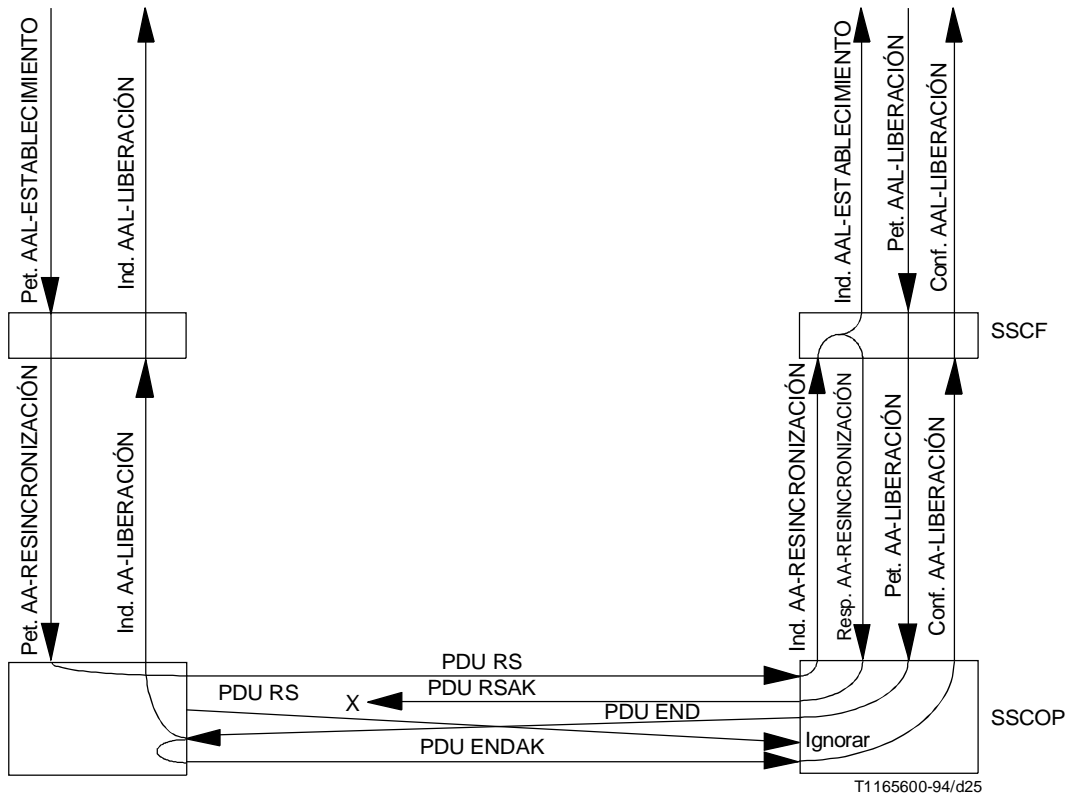 Pet. AAL-ESTABLECIMIENTO
Ind. AAL-LIBERACIÓN
Ind. AAL-ESTABLECIMIENTO
Pet. AAL-LIBERACIÓN
Conf. AAL-LIBERACIÓN
SSCF
Pet. AA-RESINCRONIZACIÓN
Ind. AA-LIBERACIÓN
Ind. AA-RESINCRONIZACIÓN
Resp. AA-RESINCRONIZACIÓN
Pet. AA-LIBERACIÓN
Conf. AA-LIBERACIÓN
PDU RS
PDU RS
X
PDU RSAK
PDU END
SSCOP
PDU ENDAK
Ignorar
T1165600-94/d25